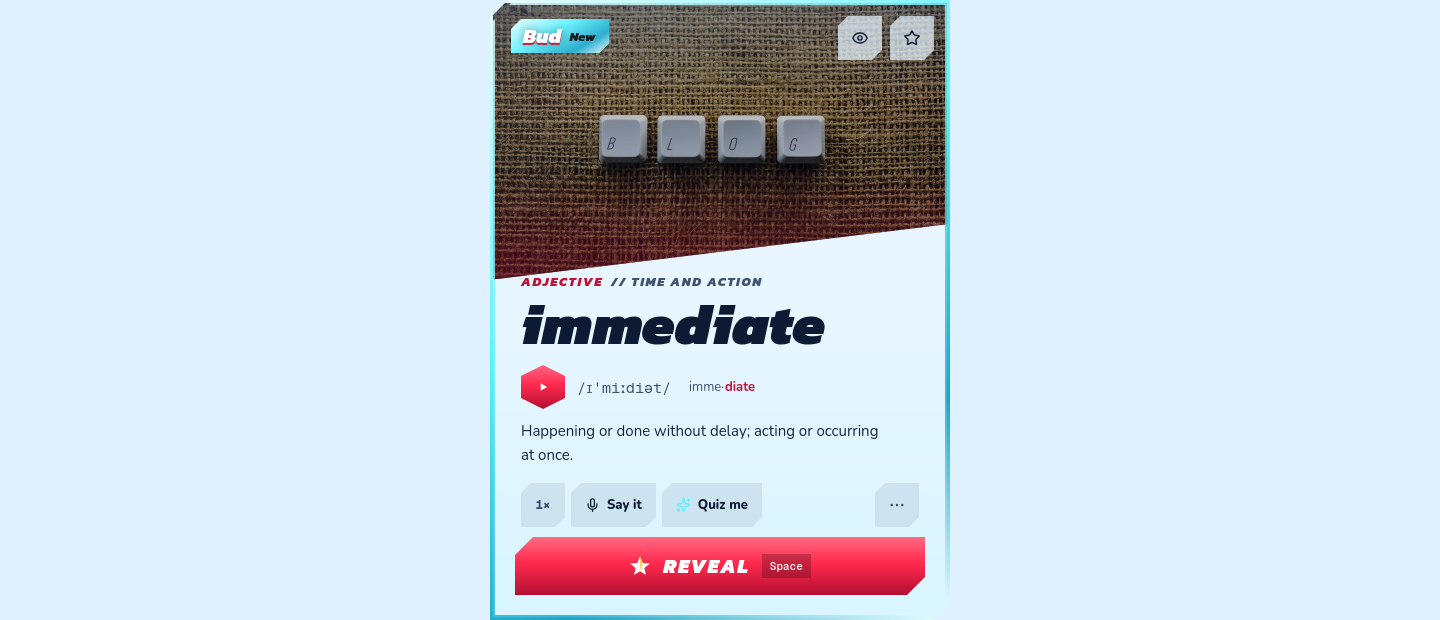 Bud New
B L O G
ADJECTIVE // TIME AND ACTION
immediate
/ɪˈmiːdiət/ imme·diate
Happening or done without delay; acting or occurring
at once.
1× Say it Quiz me ...
REVEAL Space